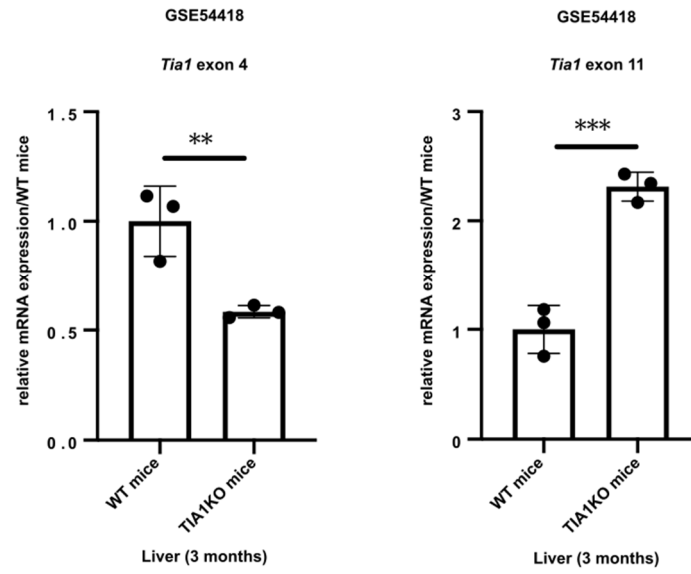 GSE54418
Tia1 exon 4
relative mRNA expression/WT mice
1.5
1.0
0.5
0.0
**
WT mice
TIA1KO mice
Liver (3 months)
GSE54418
Tia1 exon 11
relative mRNA expression/WT mice
3
2
1
0
***
WT mice
TIA1KO mice
Liver (3 months)